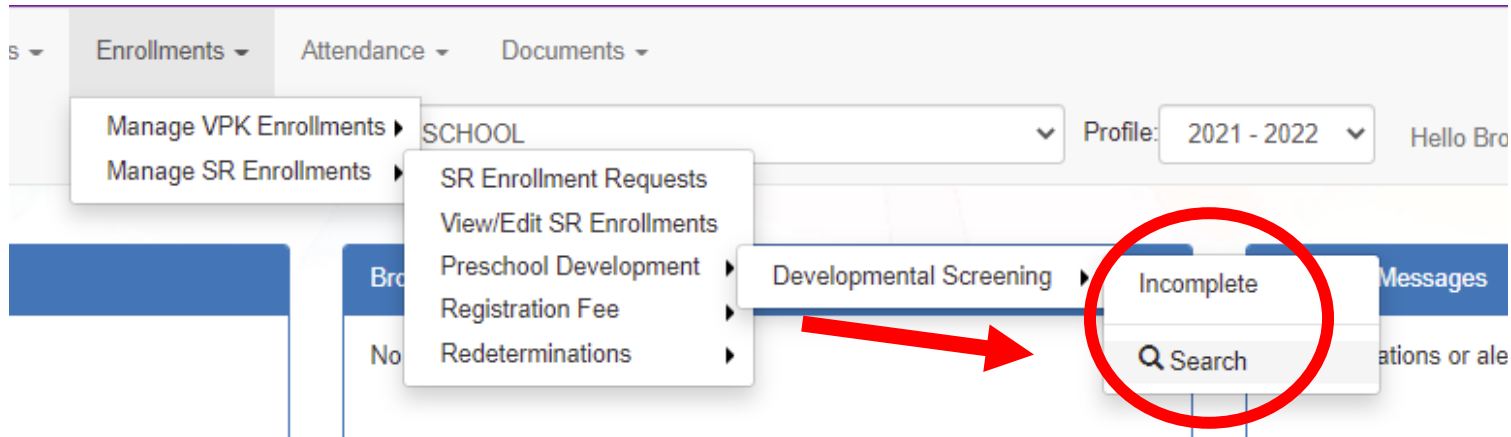 s Enrollments Attendance Documents
Manage VPK Enrollments SCHOOL Profile: 2021 - 2022 Hello Bro
Manage SR Enrollments
SR Enrollment Requests
View/Edit SR Enrollments
Bro Preschool Development Developmental Screening Incomplete Messages
Registration Fee
No Redeterminations Search ations or ale